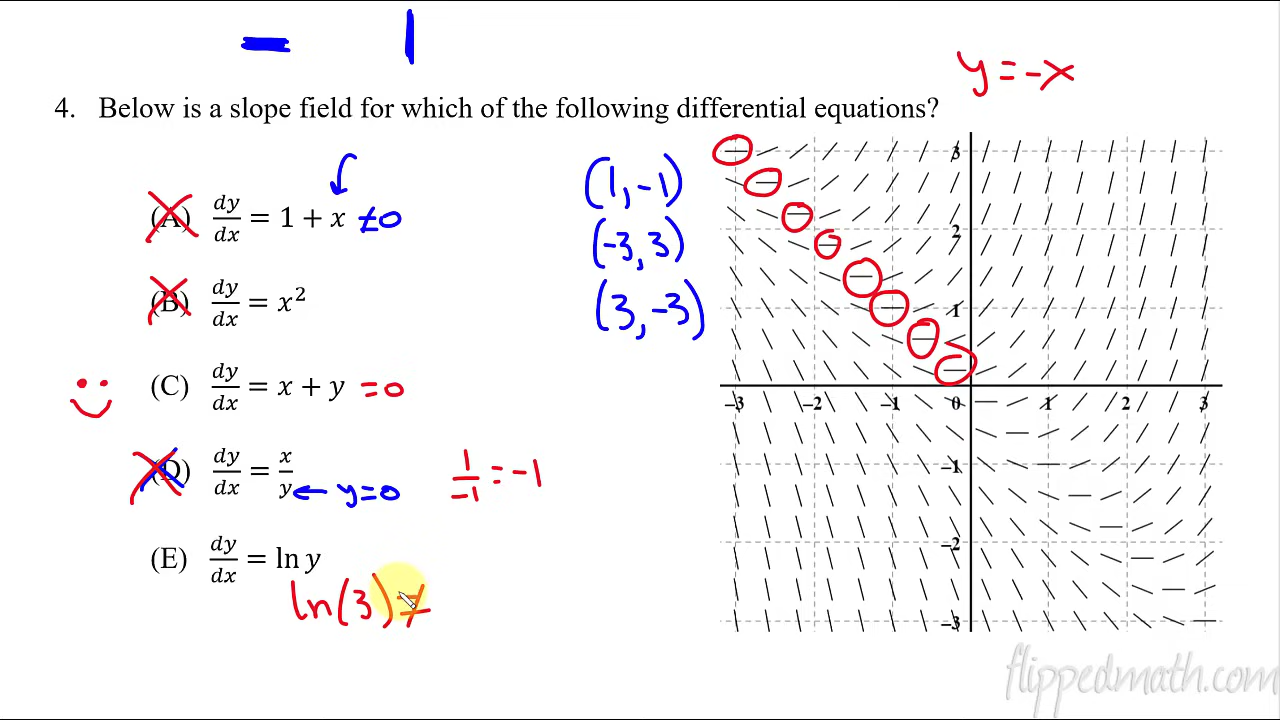 – 1
y = -x
4. Below is a slope field for which of the following differential equations?
(A) dy/dx = 1 + x ≠0
(B) dy/dx = x²
(C) dy/dx = x + y = 0
(D) dy/dx = x/y ← y=0
1/-1 = -1
(E) dy/dx = ln y
ln(3) ≠
(1, -1)
(-3, 3)
(3, -3)
3
2
1
-3 -2 -1 0 1 2 3
-1
-2
-3
flippedmath.com